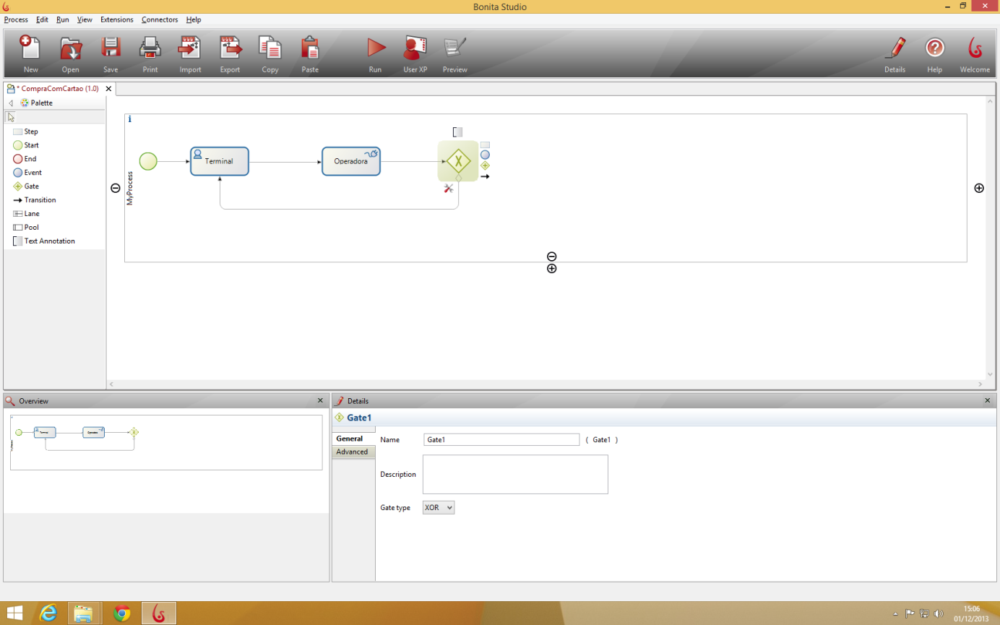 Bonita Studio
Process Edit Run View Extensions Connectors Help
New Open Save Print Import Export Copy Paste Run User XP Preview Details Help Welcome
* CompraComCartao (1.0)
Palette
Step
Start
End
Event
Gate
Transition
Lane
Pool
Text Annotation
MyProcess
Terminal
Operadora
X
Overview
Terminal
Operadora
Details
Gate1
General
Advanced
Name Gate1 ( Gate1 )
Description
Gate type XOR
15:06
01/12/2013